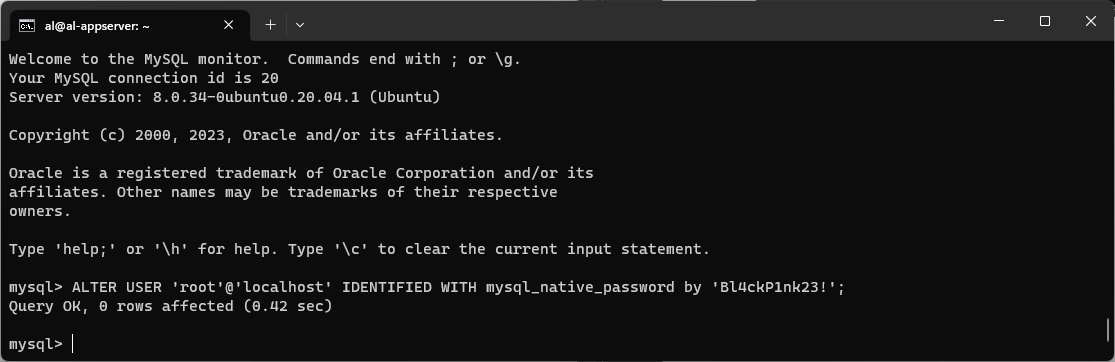 al@al-appserver: ~
Welcome to the MySQL monitor.  Commands end with ; or \g.
Your MySQL connection id is 20
Server version: 8.0.34-0ubuntu0.20.04.1 (Ubuntu)
Copyright (c) 2000, 2023, Oracle and/or its affiliates.
Oracle is a registered trademark of Oracle Corporation and/or its
affiliates. Other names may be trademarks of their respective
owners.
Type 'help;' or '\h' for help. Type '\c' to clear the current input statement.
mysql> ALTER USER 'root'@'localhost' IDENTIFIED WITH mysql_native_password by 'Bl4ckP1nk23!';
Query OK, 0 rows affected (0.42 sec)
mysql>